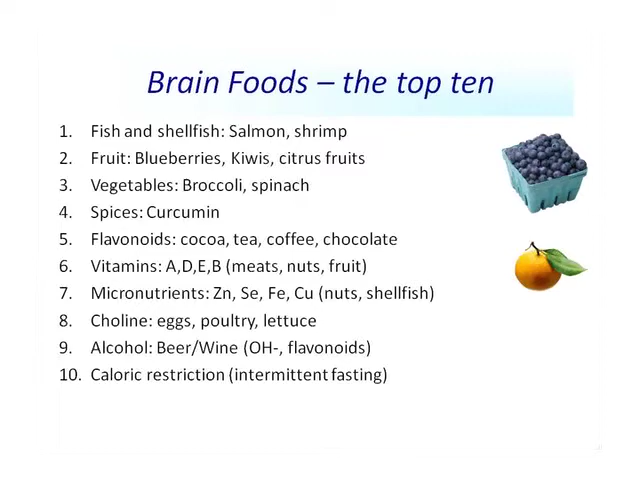 Brain Foods – the top ten
1. Fish and shellfish: Salmon, shrimp
2. Fruit: Blueberries, Kiwis, citrus fruits
3. Vegetables: Broccoli, spinach
4. Spices: Curcumin
5. Flavonoids: cocoa, tea, coffee, chocolate
6. Vitamins: A,D,E,B (meats, nuts, fruit)
7. Micronutrients: Zn, Se, Fe, Cu (nuts, shellfish)
8. Choline: eggs, poultry, lettuce
9. Alcohol: Beer/Wine (OH-, flavonoids)
10. Caloric restriction (intermittent fasting)